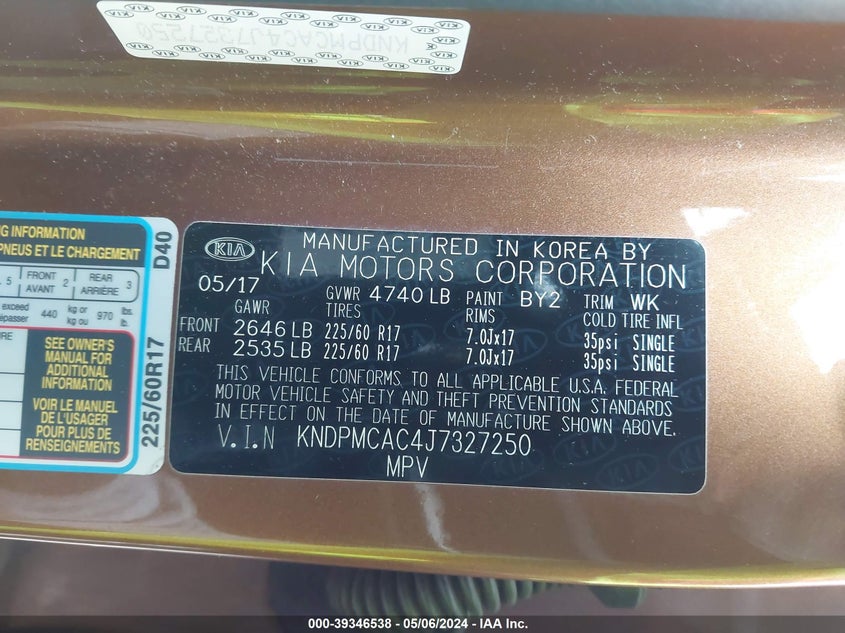 KNDPMCAC4J7327250
KIA
MANUFACTURED IN KOREA BY
KIA MOTORS CORPORATION
05/17
GVWR 4740 LB
PAINT BY2
TRIM WK
GAWR
TIRES
RIMS
COLD TIRE INFL
FRONT 2646 LB 225/60 R17 7.0Jx17 35psi SINGLE
REAR 2535 LB 225/60 R17 7.0Jx17 35psi SINGLE
THIS VEHICLE CONFORMS TO ALL APPLICABLE U.S.A. FEDERAL
MOTOR VEHICLE SAFETY AND THEFT PREVENTION STANDARDS
IN EFFECT ON THE DATE OF MANUFACTURE SHOWN ABOVE.
V.I.N KNDPMCAC4J7327250
MPV
INFORMATION
PNEUS ET LE CHARGEMENT
5
FRONT 2
AVANT
REAR 3
ARRIÈRE
exceed 440 kg or 970 lbs.
kg ou lb.
SEE OWNER'S
MANUAL FOR
ADDITIONAL
INFORMATION
VOIR LE MANUEL
DE L'USAGER
POUR PLUS DE
RENSEIGNEMENTS
225/60R17 D40
000-39346538 - 05/06/2024 - IAA Inc.